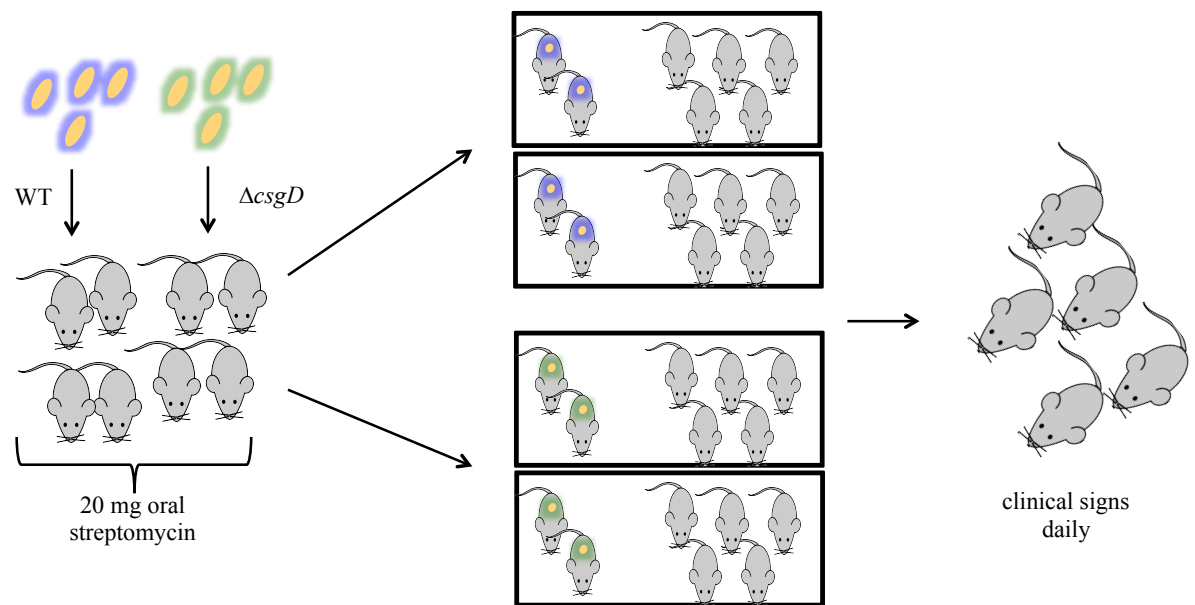 WT
ΔcsgD
20 mg oral
streptomycin
clinical signs
daily